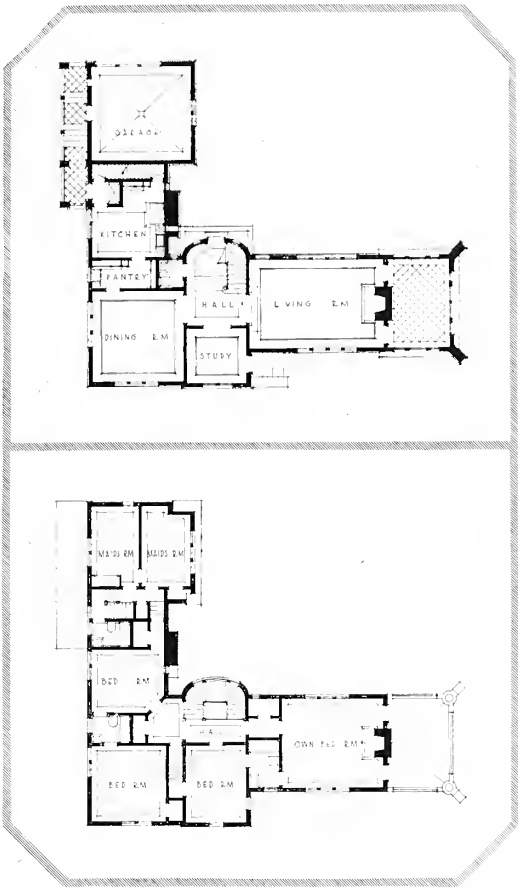 GARAGE
KITCHEN
PANTRY
HALL
LIVING RM
DINING RM
STUDY
MAIDS RM
MAIDS RM
BED RM
HALL
OWN BED RM
BED RM
BED RM